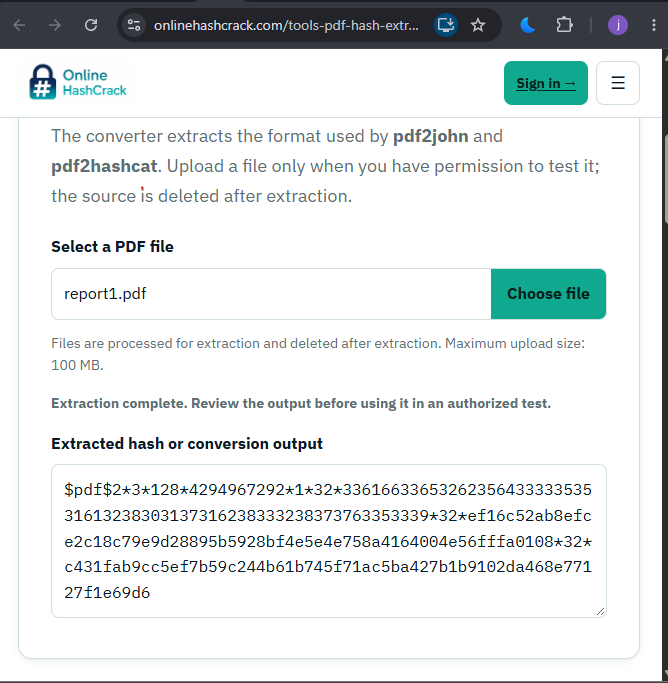 onlinehashcrack.com/tools-pdf-hash-extr...
j
Online
HashCrack
Sign in →
The converter extracts the format used by pdf2john and
pdf2hashcat. Upload a file only when you have permission to test it;
the source is deleted after extraction.
Select a PDF file
report1.pdf
Choose file
Files are processed for extraction and deleted after extraction. Maximum upload size:
100 MB.
Extraction complete. Review the output before using it in an authorized test.
Extracted hash or conversion output
$pdf$2*3*128*4294967292*1*32*336166336532623564333333535
3161323830313731623833323837376335333​9*32*ef16c52ab8efc
e2c18c79e9d28895b5928bf4e5e4e758a4164004e56fffa0108*32*
c431fab9cc5ef7b59c244b61b745f71ac5ba427b1b9102da468e771
27f1e69d6